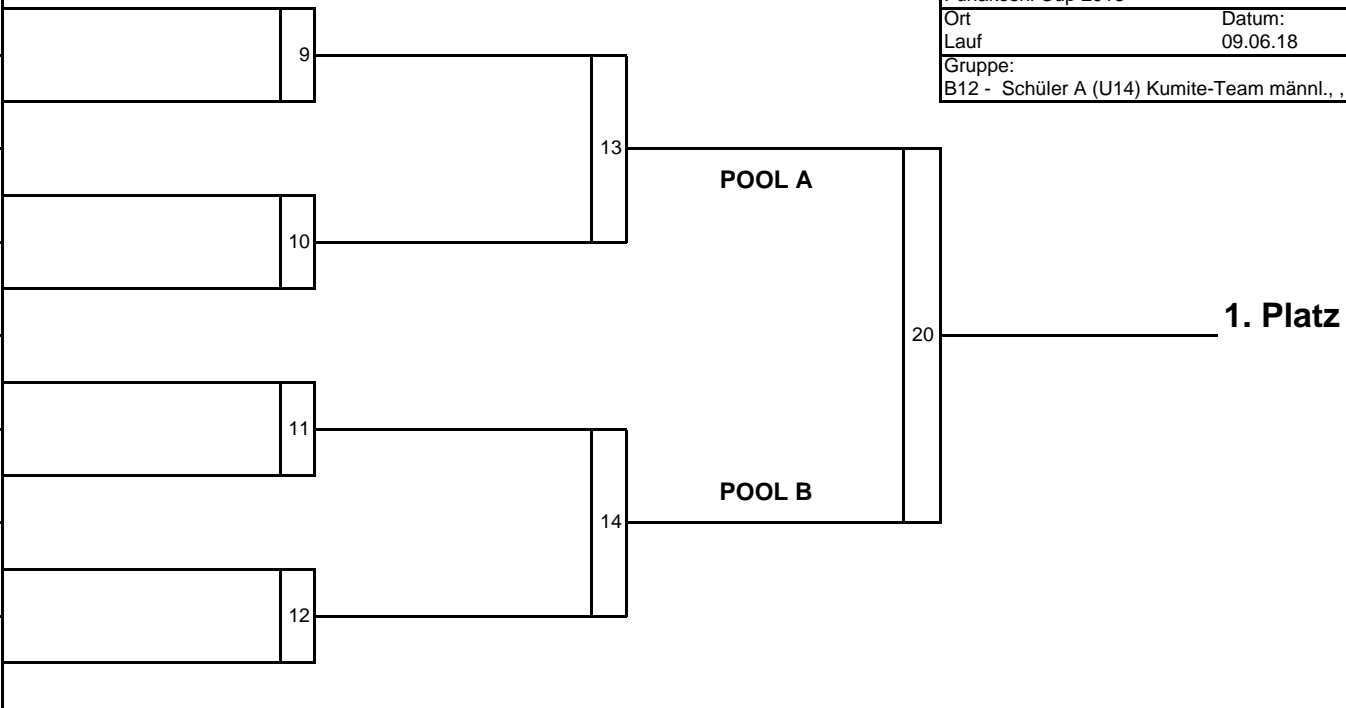 Ort Datum:
Lauf 09.06.18
Gruppe:
B12 - Schüler A (U14) Kumite-Team männl., ,
9
13
POOL A
10
1. Platz
20
11
POOL B
14
12